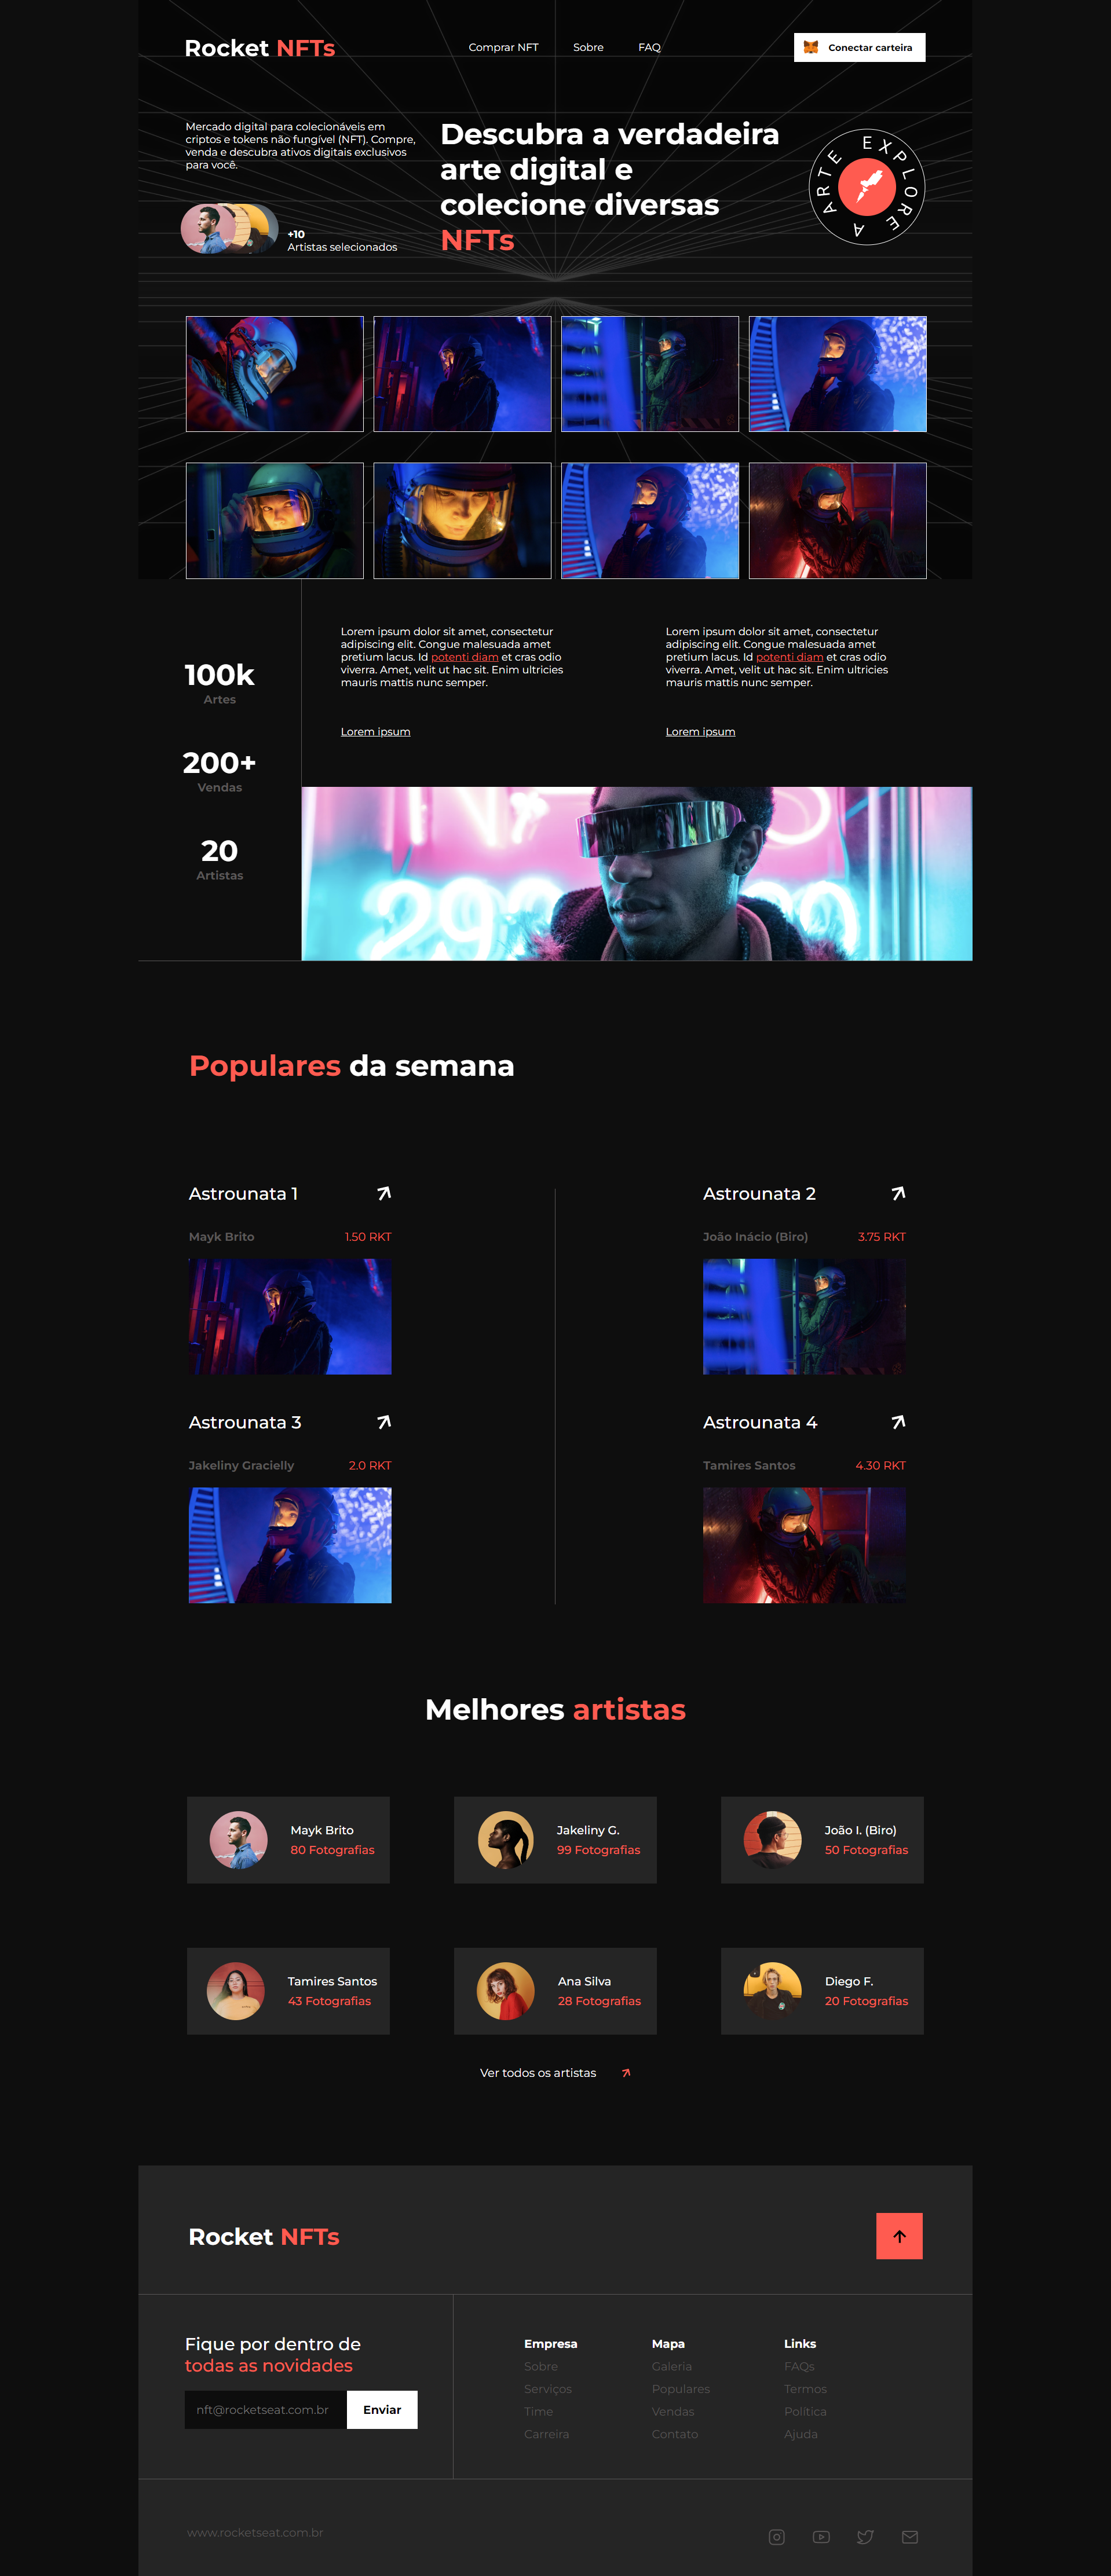 Rocket NFTs
Comprar NFT
Sobre
FAQ
Conectar carteira
Mercado digital para colecionáveis em
criptos e tokens não fungível (NFT). Compre,
venda e descubra ativos digitais exclusivos
para você.
+10
Artistas selecionados
Descubra a verdadeira
arte digital e
colecione diversas
NFTs
EXPLORE A ARTE
100k
Artes
200+
Vendas
20
Artistas
Lorem ipsum dolor sit amet, consectetur
adipiscing elit. Congue malesuada amet
pretium lacus. Id potenti diam et cras odio
viverra. Amet, velit ut hac sit. Enim ultricies
mauris mattis nunc semper.
Lorem ipsum
Lorem ipsum dolor sit amet, consectetur
adipiscing elit. Congue malesuada amet
pretium lacus. Id potenti diam et cras odio
viverra. Amet, velit ut hac sit. Enim ultricies
mauris mattis nunc semper.
Lorem ipsum
Populares da semana
Astrounata 1
Mayk Brito
1.50 RKT
Astrounata 2
João Inácio (Biro)
3.75 RKT
Astrounata 3
Jakeliny Gracielly
2.0 RKT
Astrounata 4
Tamires Santos
4.30 RKT
Melhores artistas
Mayk Brito
80 Fotografias
Jakeliny G.
99 Fotografias
João I. (Biro)
50 Fotografias
Tamires Santos
43 Fotografias
Ana Silva
28 Fotografias
Diego F.
20 Fotografias
Ver todos os artistas
Rocket NFTs
Fique por dentro de
todas as novidades
nft@rocketseat.com.br
Enviar
Empresa
Sobre
Serviços
Time
Carreira
Mapa
Galeria
Populares
Vendas
Contato
Links
FAQs
Termos
Política
Ajuda
www.rocketseat.com.br